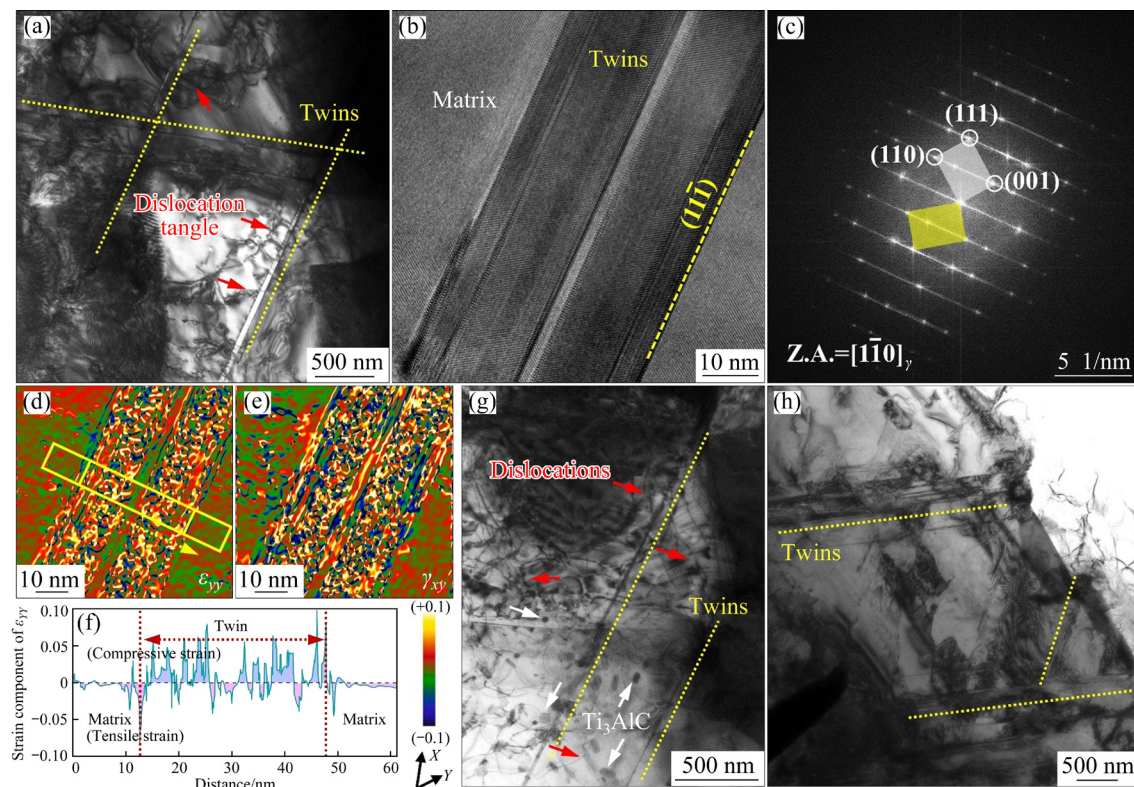 (a)
Twins
Dislocation
tangle
500 nm
(b)
Twins
Matrix
(111̄)
10 nm
(c)
(111)
(110)
(001)
Z.A.=[11̄0]γ
5 1/nm
(d)
10 nm
εyy
(e)
10 nm
γxy
(f)
Strain component of εYY
0.10
0.05
0
−0.05
−0.10
Twin
(Compressive strain)
Matrix
(Tensile strain)
Matrix
0 10 20 30 40 50 60
Distance/nm
(+0.1)
(−0.1)
X
Y
(g)
Dislocations
Twins
Ti3AlC
500 nm
(h)
Twins
500 nm